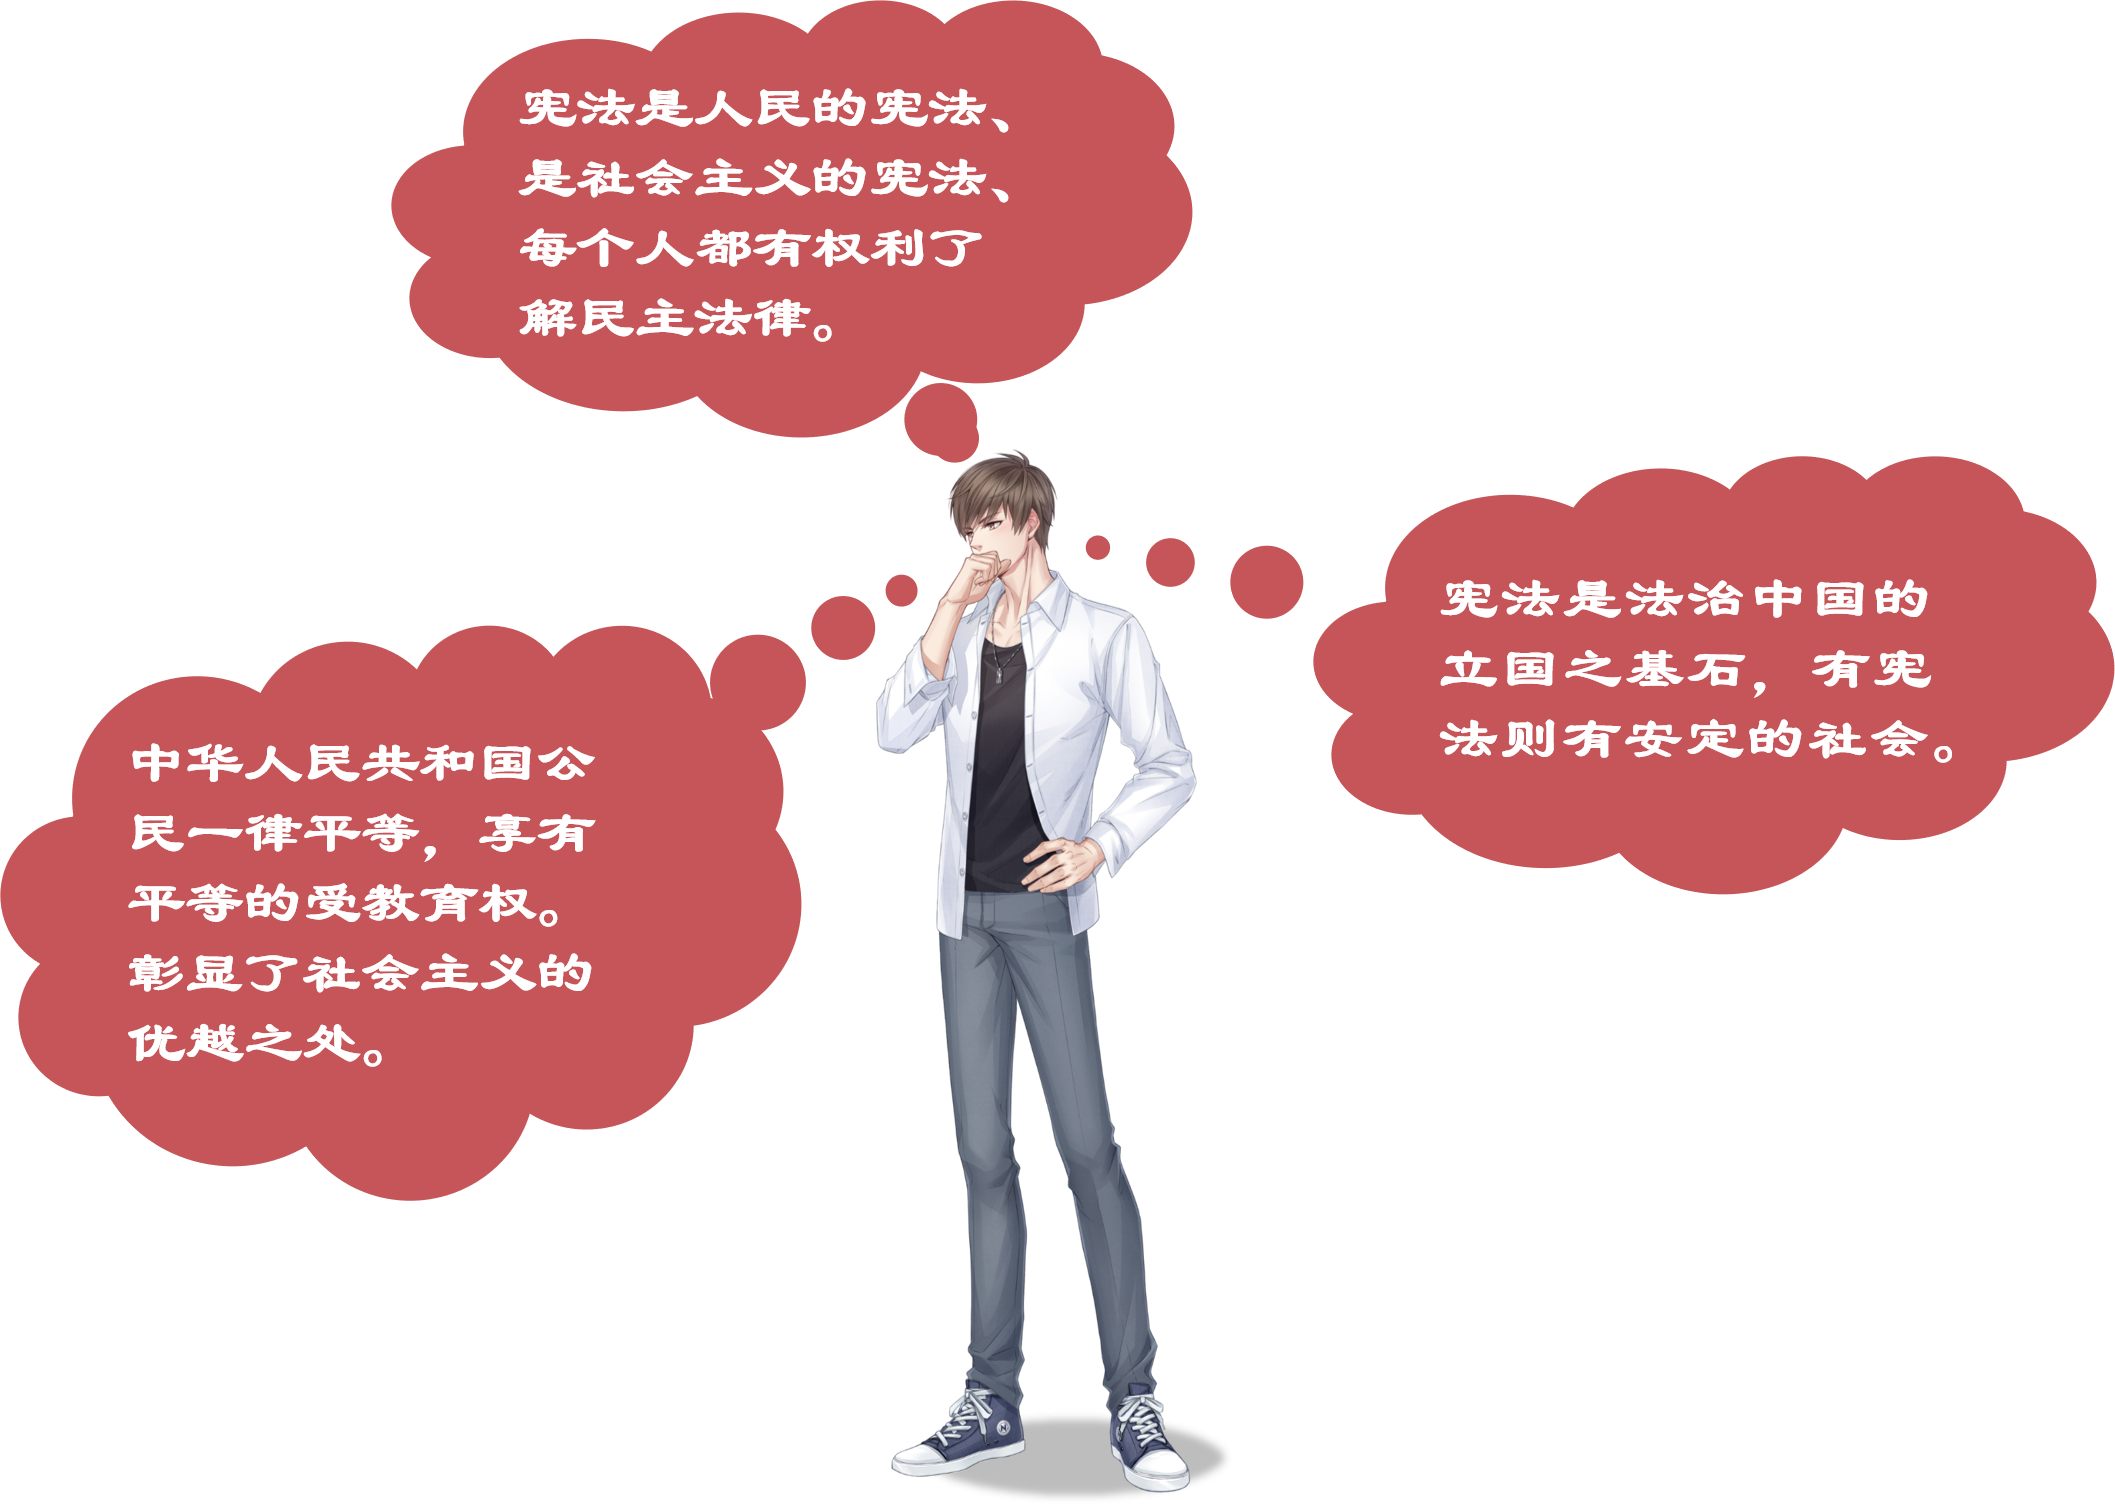 宪法是人民的宪法、
是社会主义的宪法、
每个人都有权利了
解民主法律。
宪法是法治中国的
立国之基石，有宪
法则有安定的社会。
中华人民共和国公
民一律平等，享有
平等的受教育权。
彰显了社会主义的
优越之处。
N